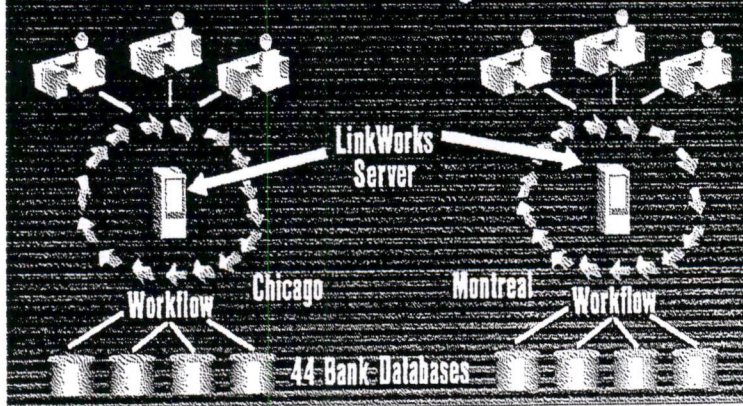 LinkWorks
Server
Chicago
Montreal
Workflow
Workflow
44 Bank Databases